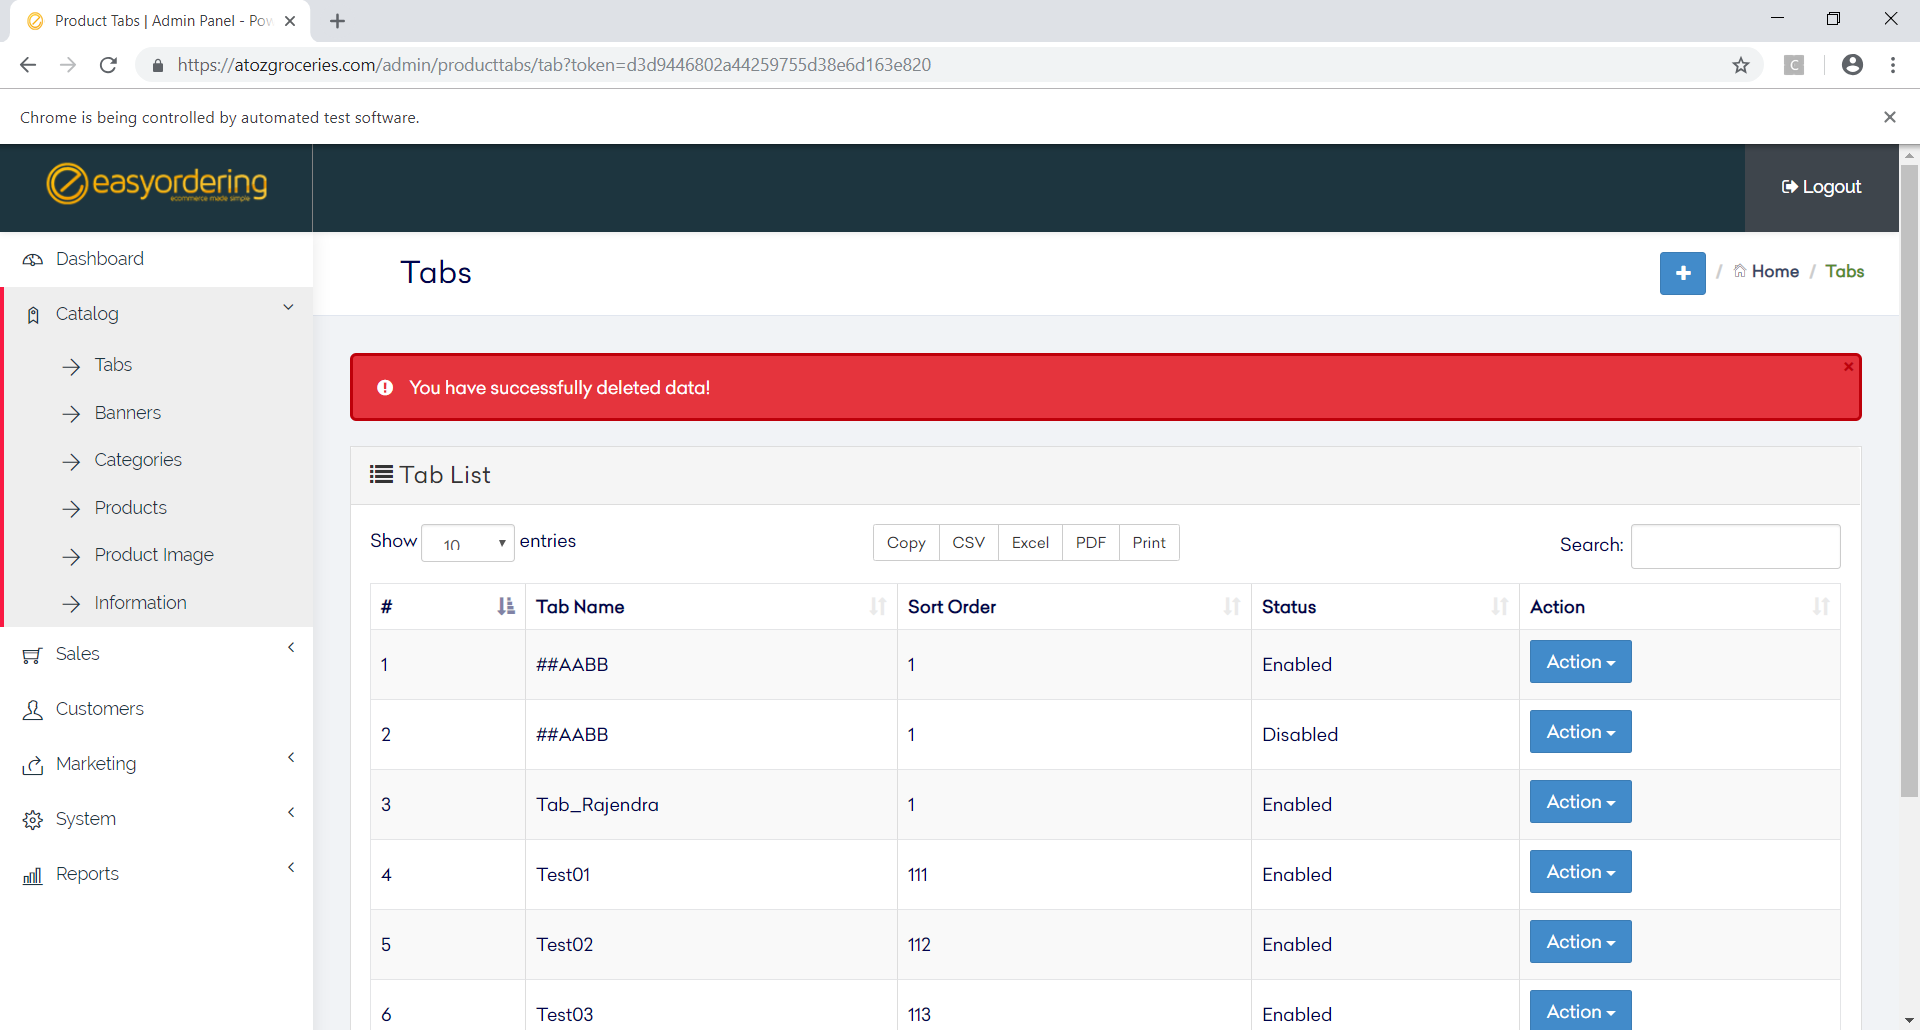 Product Tabs | Admin Panel - Pow
https://atozgroceries.com/admin/producttabs/tab?token=d3d9446802a44259755d38e6d163e820
C
Chrome is being controlled by automated test software.
easyordering
ecommerce made simple
Logout
Dashboard
Catalog
Tabs
Banners
Categories
Products
Product Image
Information
Sales
Customers
Marketing
System
Reports
Tabs
/ Home / Tabs
You have successfully deleted data!
Tab List
Show 10 entries
Copy CSV Excel PDF Print
Search:
# Tab Name Sort Order Status Action
1 ##AABB 1 Enabled Action
2 ##AABB 1 Disabled Action
3 Tab_Rajendra 1 Enabled Action
4 Test01 111 Enabled Action
5 Test02 112 Enabled Action
6 Test03 113 Enabled Action